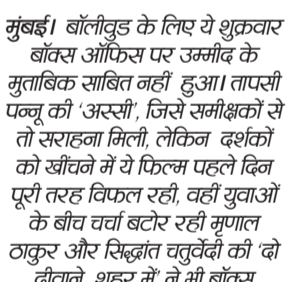 मुंबई। बॉलीवुड के लिए ये शुक्रवार
बॉक्स ऑफिस पर उम्मीद के
मुताबिक साबित नहीं हुआ। तापसी
पन्नू की ‘अस्सी’, जिसे समीक्षकों से
तो सराहना मिली, लेकिन दर्शकों
को खींचने में ये फिल्म पहले दिन
पूरी तरह विफल रही, वहीं युवाओं
के बीच चर्चा बटोर रही मृणाल
ठाकुर और सिद्धांत चतुर्वेदी की ‘दो
दीवाने शहर में’ ने भी बॉक्स